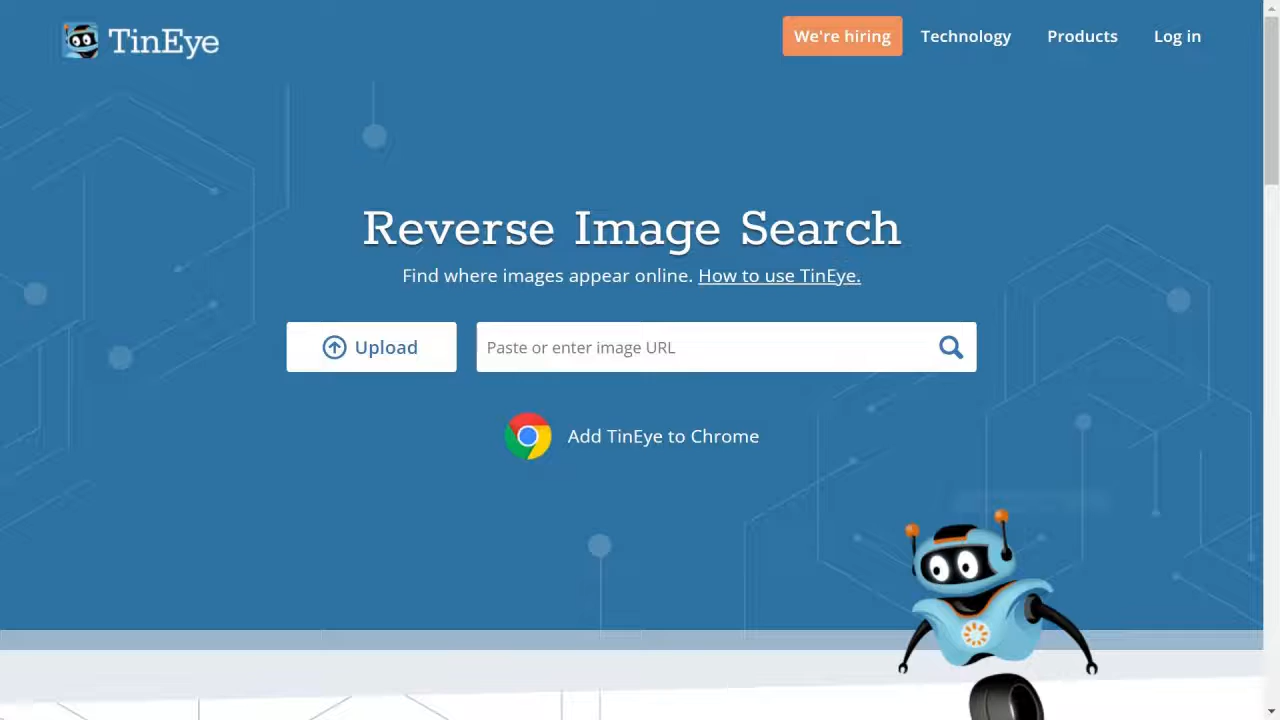 TinEye
We're hiring
Technology
Products
Log in
Reverse Image Search
Find where images appear online. How to use TinEye.
Upload
Paste or enter image URL
Add TinEye to Chrome